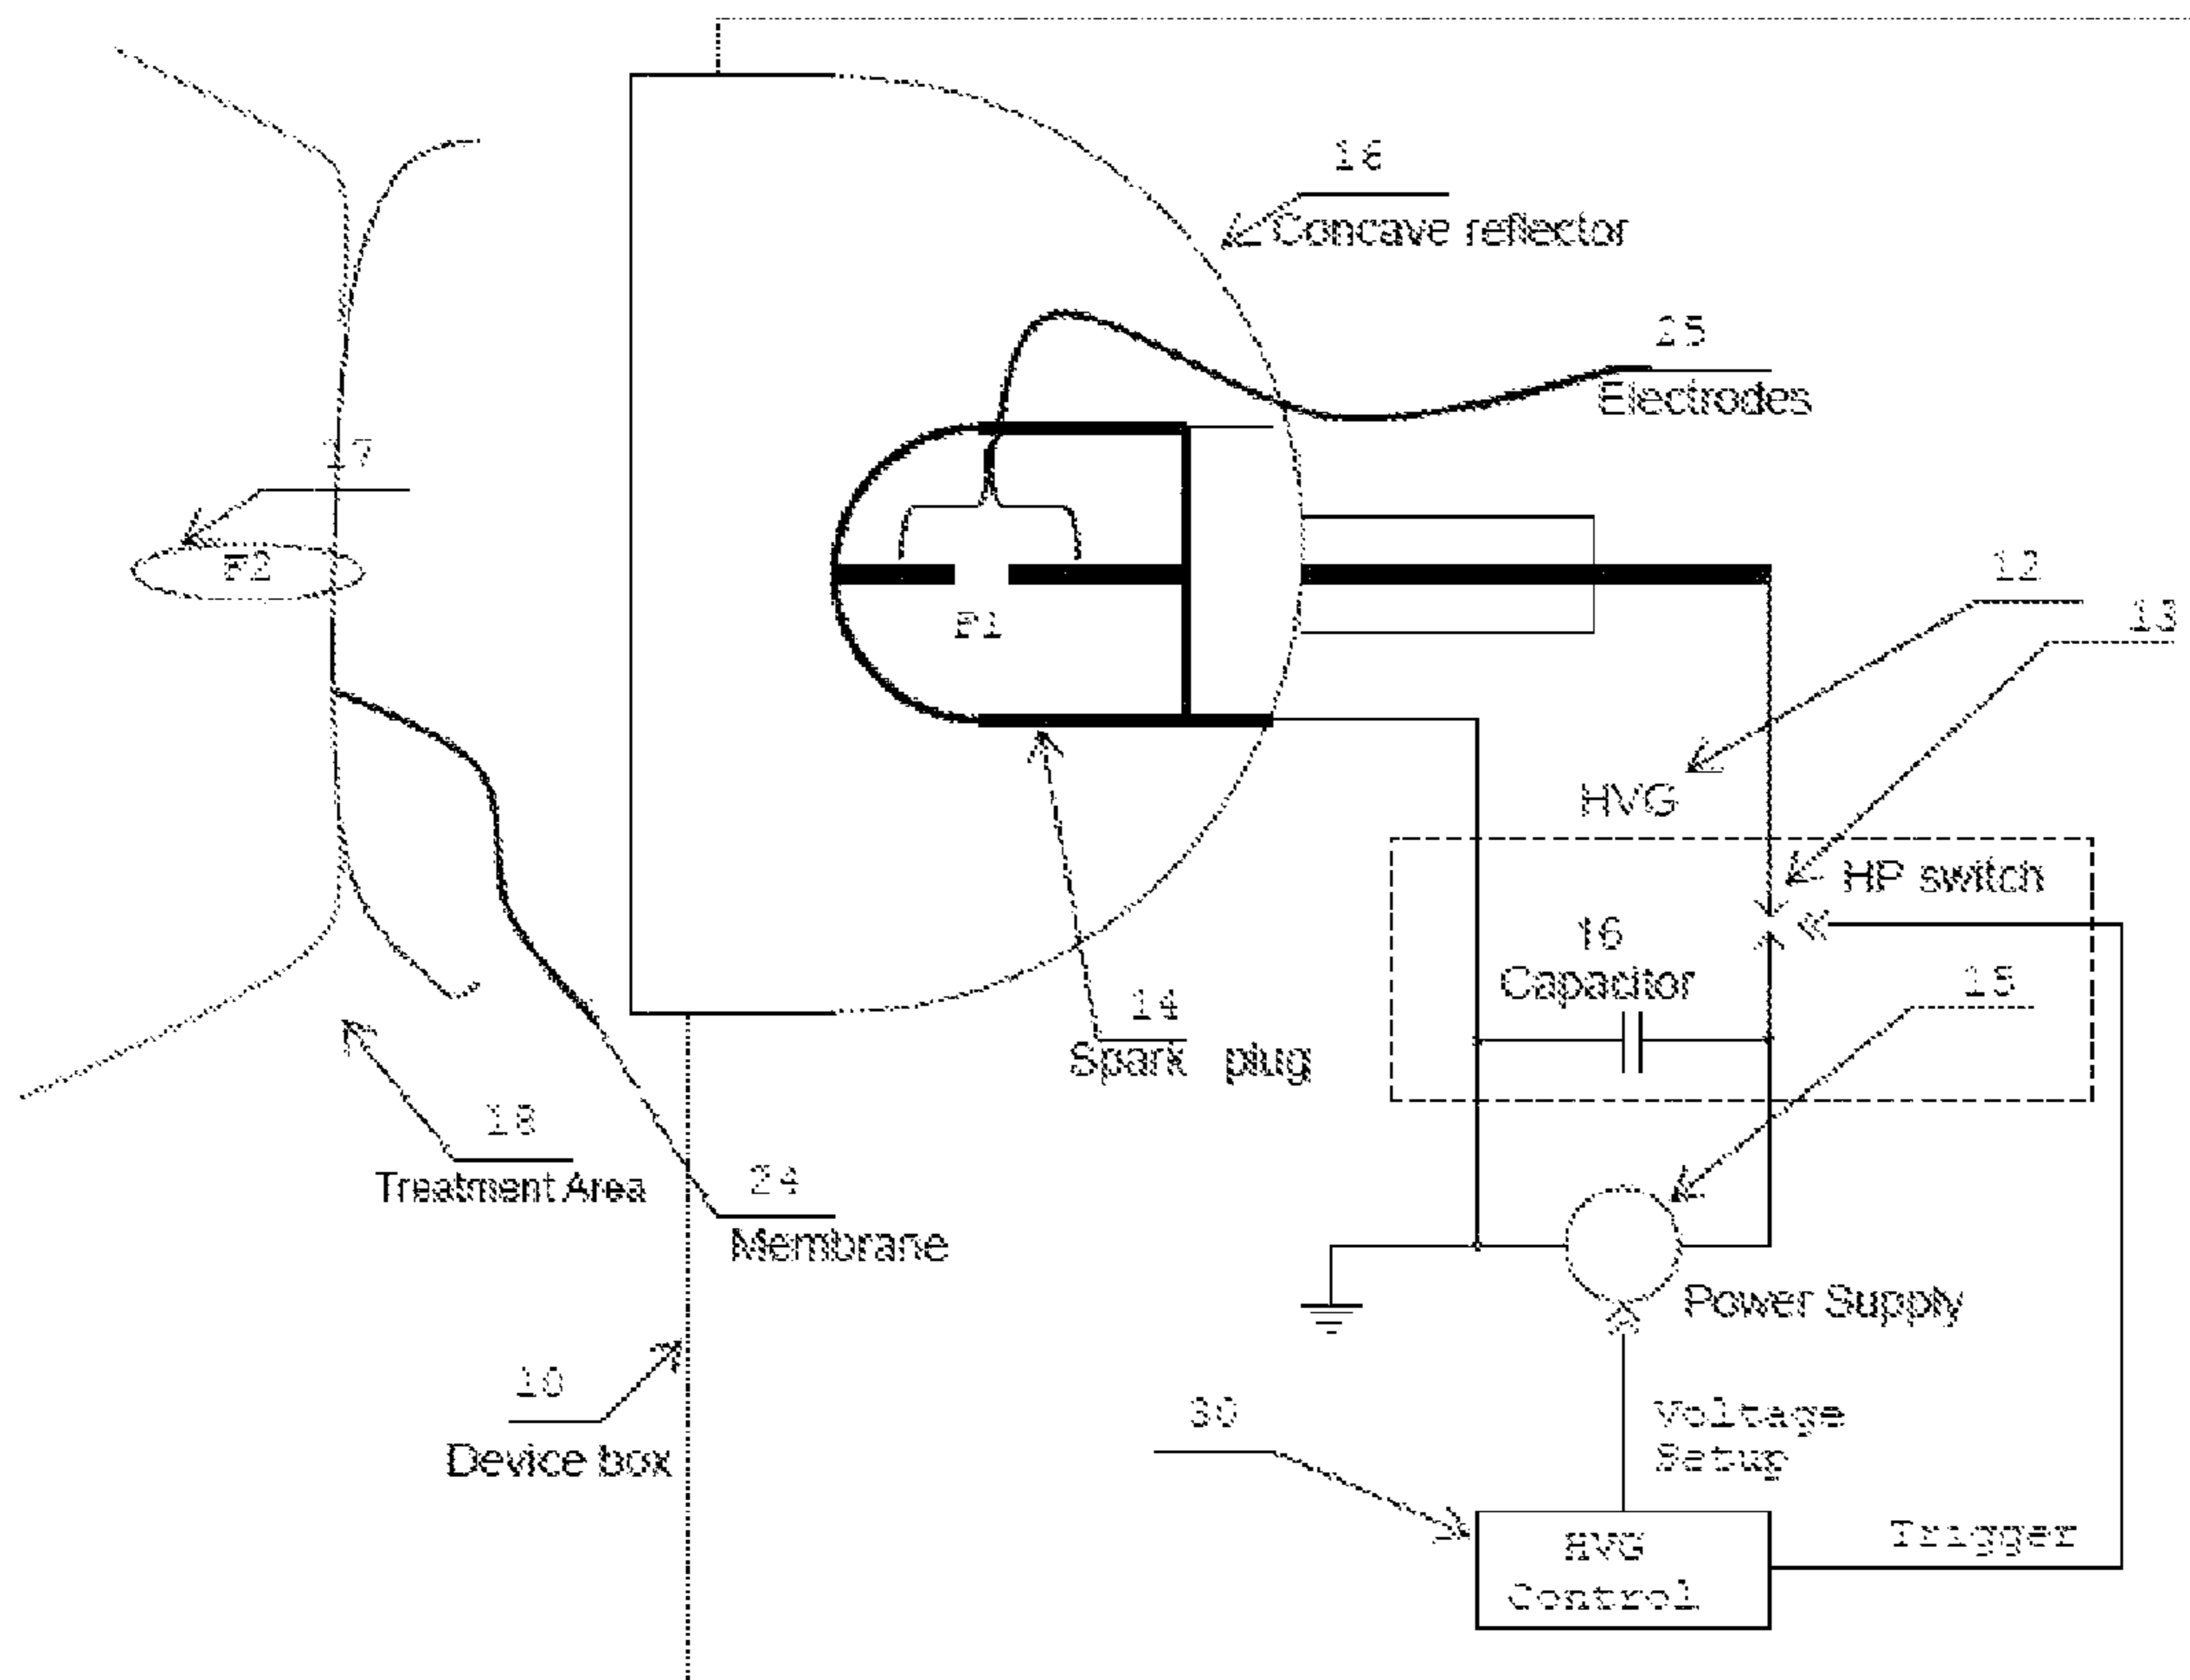 16
Concave reflector
25
Electrodes
17
F2
12
F1
13
HVG
HP switch
16
Capacitor
15
14
Spark plug
18
Treatment Area
24
Membrane
Power Supply
10
Device box
30
Voltage
Setup
HVG
Control
Trigger